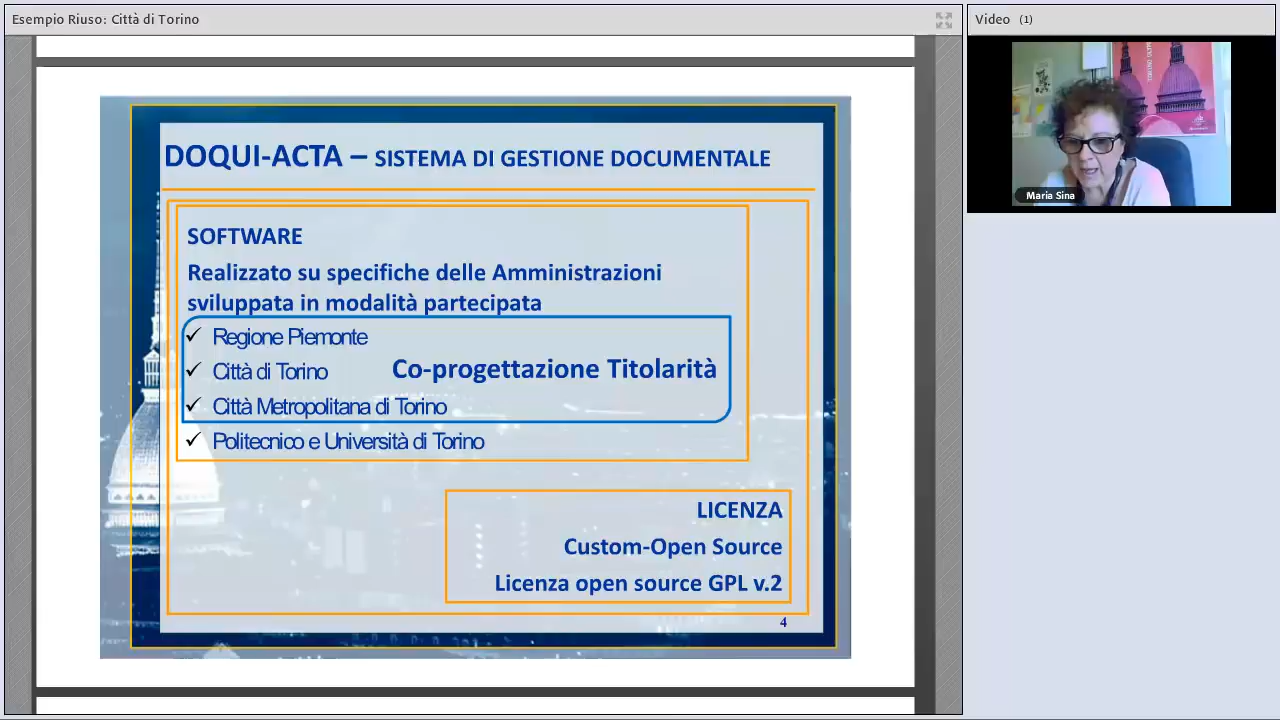 Esempio Riuso: Città di Torino
Video (1)
DOQUI-ACTA – SISTEMA DI GESTIONE DOCUMENTALE
SOFTWARE
Realizzato su specifiche delle Amministrazioni
sviluppata in modalità partecipata
✓ Regione Piemonte
✓ Città di Torino
Co-progettazione Titolarità
✓ Città Metropolitana di Torino
✓ Politecnico e Università di Torino
LICENZA
Custom-Open Source
Licenza open source GPL v.2
4
Maria Sina